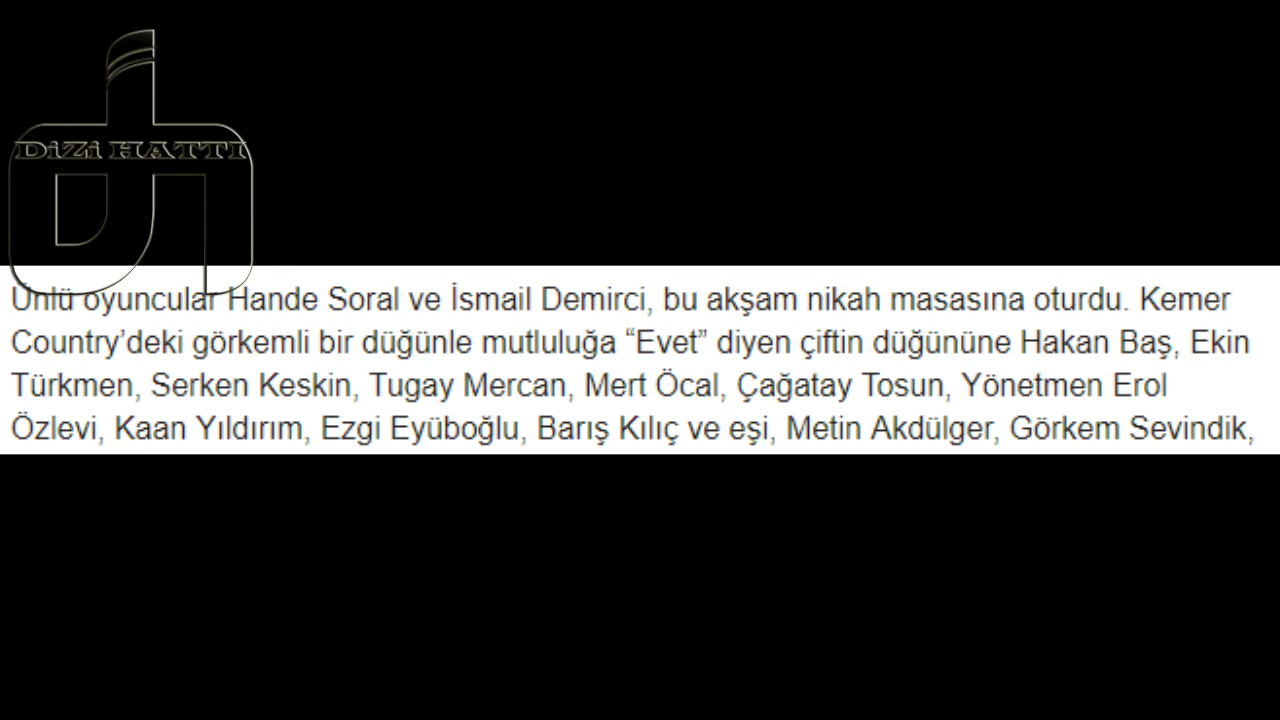 DiZi HATTI
Ünlü oyuncular Hande Soral ve İsmail Demirci, bu akşam nikah masasına oturdu. Kemer
Country’deki görkemli bir düğünle mutluluğa “Evet” diyen çiftin düğününe Hakan Baş, Ekin
Türkmen, Serken Keskin, Tugay Mercan, Mert Öcal, Çağatay Tosun, Yönetmen Erol
Özlevi, Kaan Yıldırım, Ezgi Eyüboğlu, Barış Kılıç ve eşi, Metin Akdülger, Görkem Sevindik,